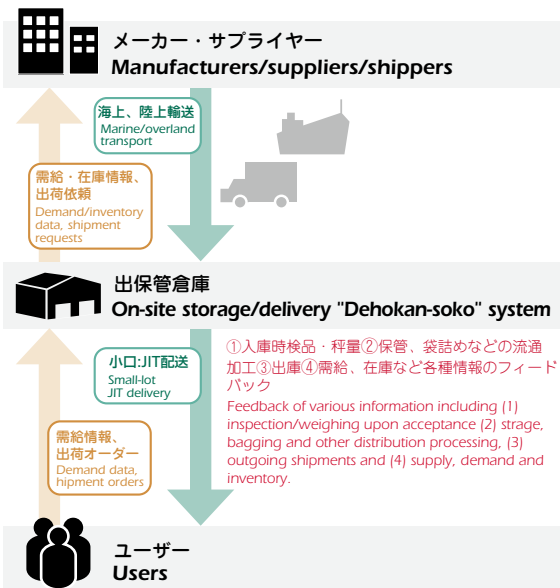 メーカー・サプライヤー
Manufacturers/suppliers/shippers
海上、陸上輸送
Marine/overland
transport
需給・在庫情報、
出荷依頼
Demand/inventory
data, shipment
requests
出保管倉庫
On-site storage/delivery "Dehokan-soko" system
小口:JIT配送
Small-lot
JIT delivery
①入庫時検品・秤量②保管、袋詰めなどの流通
加工③出庫④需給、在庫など各種情報のフィード
バック
Feedback of various information including (1)
inspection/weighing upon acceptance (2) strage,
bagging and other distribution processing, (3)
outgoing shipments and (4) supply, demand and
inventory.
需給情報、
出荷オーダー
Demand data,
hipment orders
ユーザー
Users